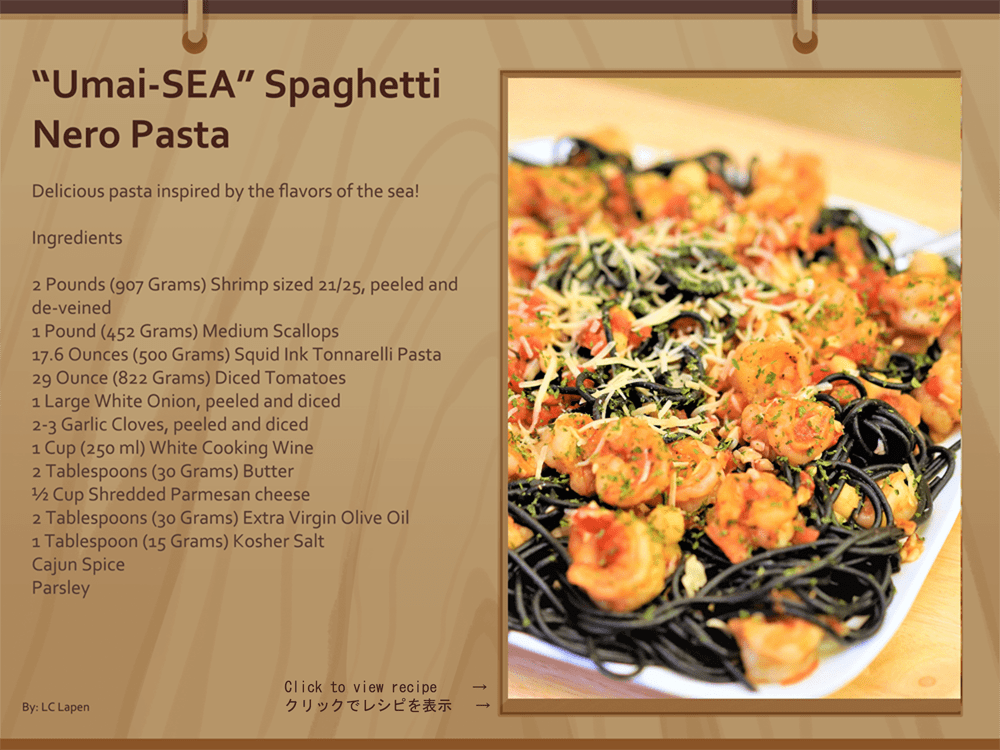 “Umai-SEA” Spaghetti
Nero Pasta
Delicious pasta inspired by the flavors of the sea!
Ingredients
2 Pounds (907 Grams) Shrimp sized 21/25, peeled and
de-veined
1 Pound (452 Grams) Medium Scallops
17.6 Ounces (500 Grams) Squid Ink Tonnarelli Pasta
29 Ounce (822 Grams) Diced Tomatoes
1 Large White Onion, peeled and diced
2-3 Garlic Cloves, peeled and diced
1 Cup (250 ml) White Cooking Wine
2 Tablespoons (30 Grams) Butter
½ Cup Shredded Parmesan cheese
2 Tablespoons (30 Grams) Extra Virgin Olive Oil
1 Tablespoon (15 Grams) Kosher Salt
Cajun Spice
Parsley
Click to view recipe →
クリックでレシピを表示 →
By: LC Lapen